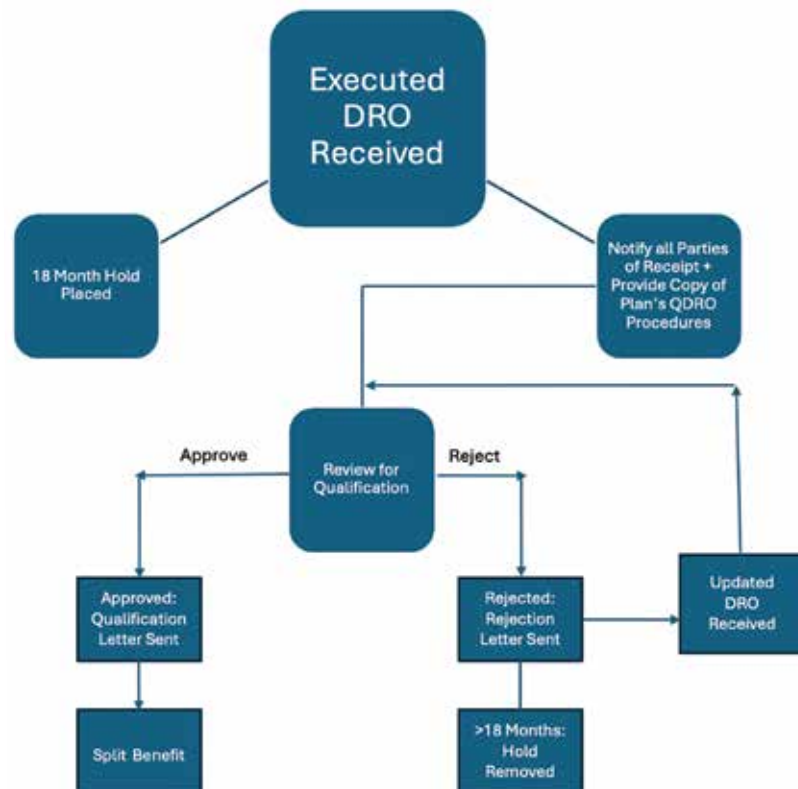 Executed
DRO
Received
18 Month Hold
Placed
Notify all Parties
of Receipt +
Provide Copy of
Plan's QDRO
Procedures
Approve
Review for
Qualification
Reject
Approved:
Qualification
Letter Sent
Rejected:
Rejection
Letter Sent
Updated
DRO
Received
Split Benefit
>18 Months:
Hold
Removed